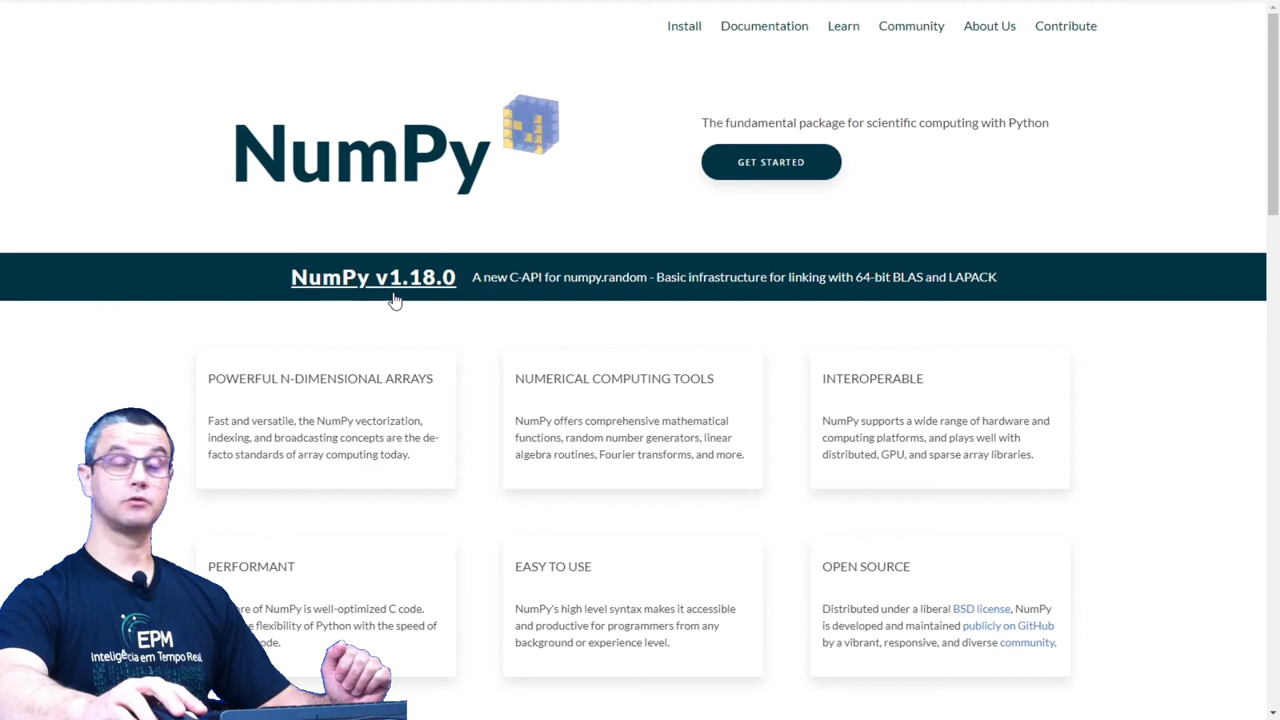 Install Documentation Learn Community About Us Contribute
NumPy
The fundamental package for scientific computing with Python
GET STARTED
NumPy v1.18.0 A new C-API for numpy.random - Basic infrastructure for linking with 64-bit BLAS and LAPACK
POWERFUL N-DIMENSIONAL ARRAYS
Fast and versatile, the NumPy vectorization,
indexing, and broadcasting concepts are the de-
facto standards of array computing today.
NUMERICAL COMPUTING TOOLS
NumPy offers comprehensive mathematical
functions, random number generators, linear
algebra routines, Fourier transforms, and more.
INTEROPERABLE
NumPy supports a wide range of hardware and
computing platforms, and plays well with
distributed, GPU, and sparse array libraries.
PERFORMANT
of NumPy is well-optimized C code.
flexibility of Python with the speed of
code.
EASY TO USE
NumPy's high level syntax makes it accessible
and productive for programmers from any
background or experience level.
OPEN SOURCE
Distributed under a liberal BSD license, NumPy
is developed and maintained publicly on GitHub
by a vibrant, responsive, and diverse community.
EPM
Inteligência em Tempo Real